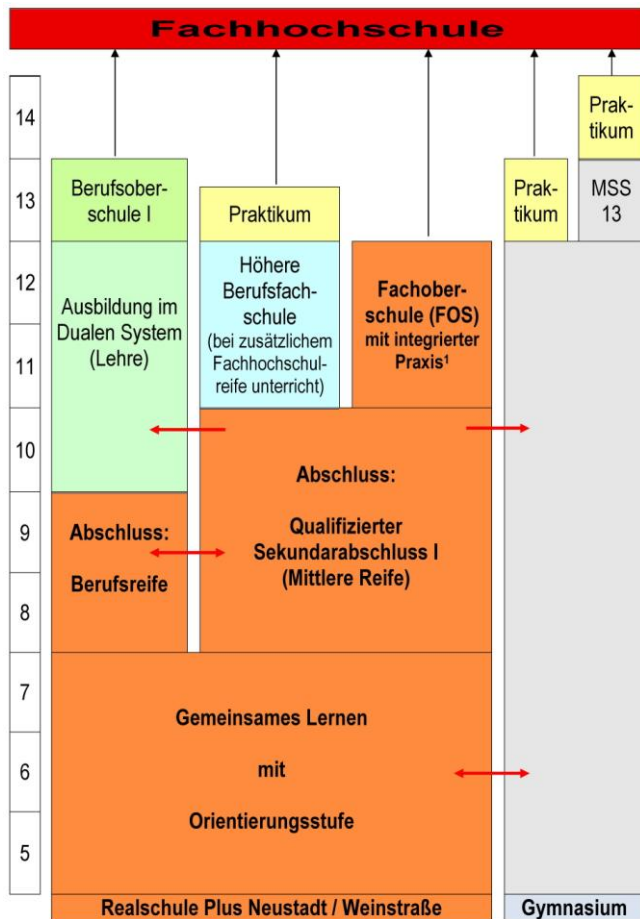 Fachhochschule
14
Prak-
tikum
13
Berufsober-
schule I
Praktikum
Prak-
tikum
MSS
13
12
11
Ausbildung im
Dualen System
(Lehre)
Höhere
Berufsfach-
schule
(bei zusätzlichem
Fachhochschul-
reife unterricht)
Fachober-
schule (FOS)
mit integrierter
Praxis¹
10
9
8
Abschluss:
Berufsreife
Abschluss:
Qualifizierter
Sekundarabschluss I
(Mittlere Reife)
7
6
5
Gemeinsames Lernen
mit
Orientierungsstufe
Realschule Plus Neustadt / Weinstraße
Gymnasium